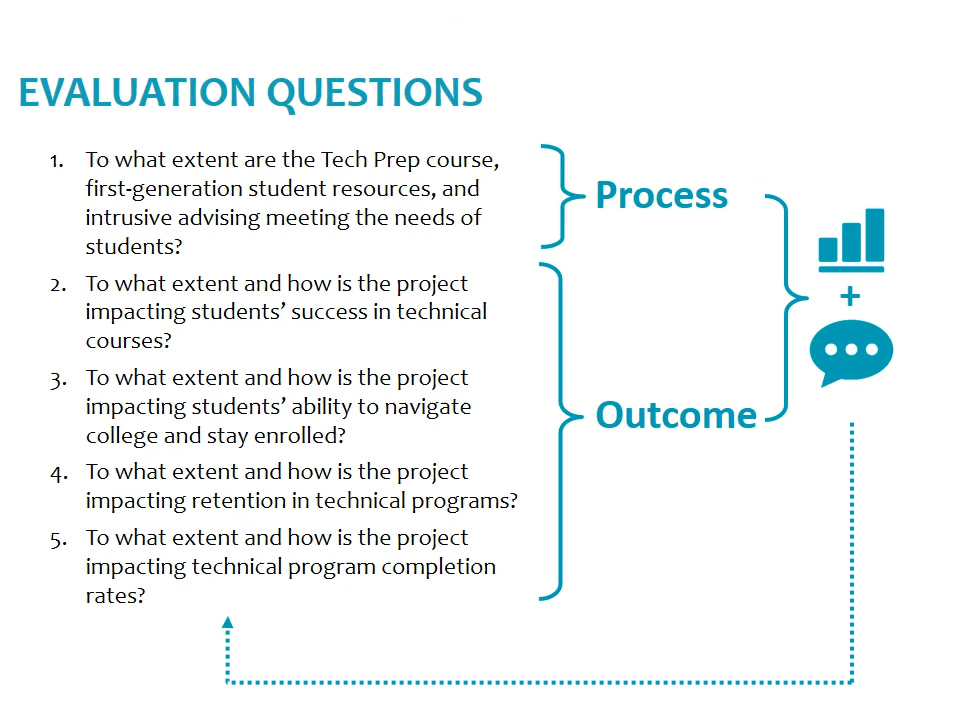 EVALUATION QUESTIONS
1. To what extent are the Tech Prep course,
first-generation student resources, and
intrusive advising meeting the needs of
students?
2. To what extent and how is the project
impacting students’ success in technical
courses?
3. To what extent and how is the project
impacting students’ ability to navigate
college and stay enrolled?
4. To what extent and how is the project
impacting retention in technical programs?
5. To what extent and how is the project
impacting technical program completion
rates?
Process
Outcome
+